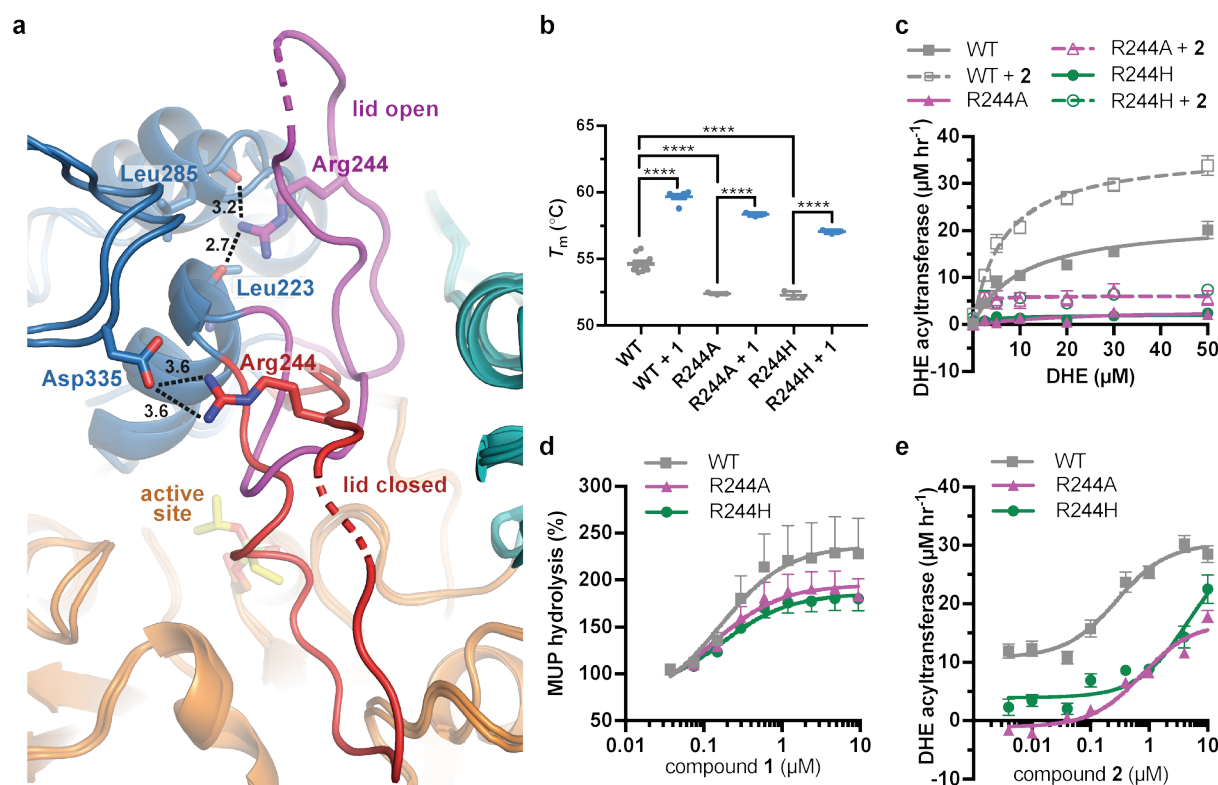 a
lid open
Arg244
Leu285
3.2
2.7
Leu223
Asp335
3.6
3.6
Arg244
active
site
lid closed
b
65
60
55
50
Tm (°C)
****
****
****
****
****
WT
WT + 1
R244A
R244A + 1
R244H
R244H + 1
c
WT
WT + 2
R244A
R244A + 2
R244H
R244H + 2
DHE acyltransferase (µM hr⁻¹)
40
30
20
10
0
-10
10 20 30 40 50
DHE (µM)
d
WT
R244A
R244H
MUP hydrolysis (%)
300
250
200
150
100
50
0.01 0.1 1 10
compound 1 (µM)
e
WT
R244A
R244H
DHE acyltransferase (µM hr⁻¹)
40
30
20
10
0
-10
0.01 0.1 1 10
compound 2 (µM)